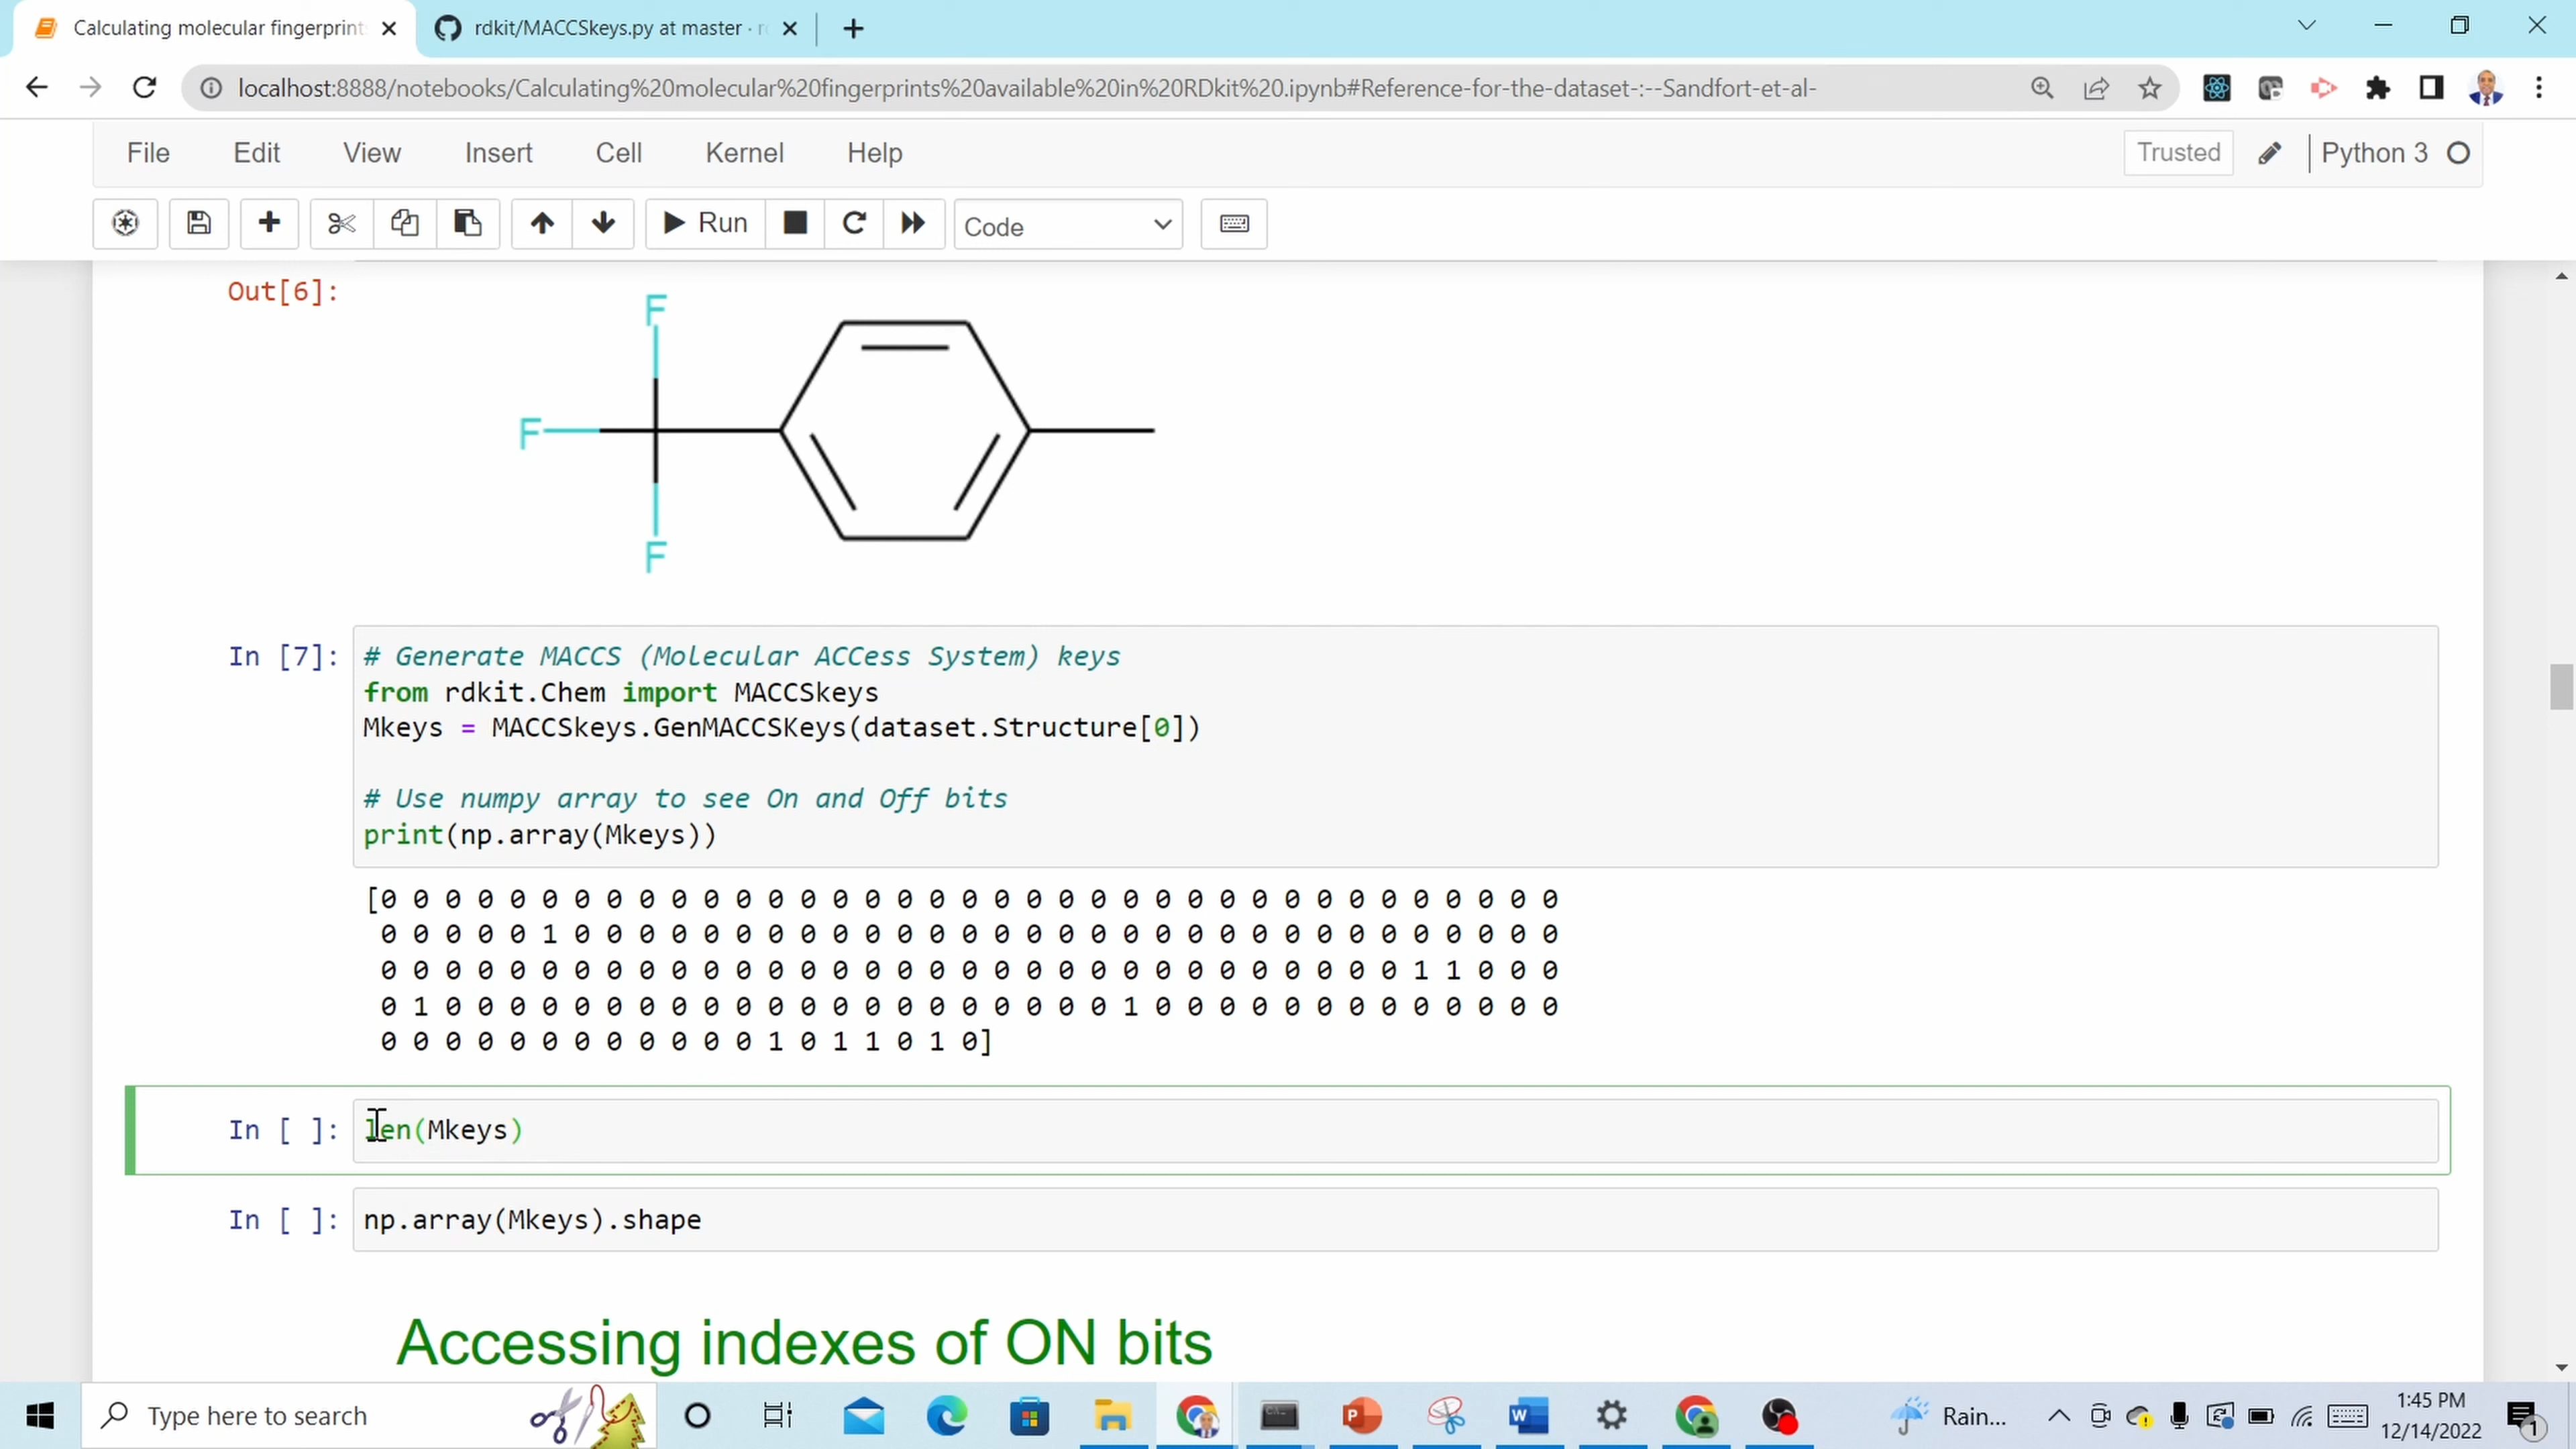 Calculating molecular fingerprint
rdkit/MACCSkeys.py at master · r
localhost:8888/notebooks/Calculating%20molecular%20fingerprints%20available%20in%20RDkit%20.ipynb#Reference-for-the-dataset-:--Sandfort-et-al-
File Edit View Insert Cell Kernel Help Trusted Python 3
Run Code
Out[6]:
F
F
F
In [7]: # Generate MACCS (Molecular ACCess System) keys
from rdkit.Chem import MACCSkeys
Mkeys = MACCSkeys.GenMACCSKeys(dataset.Structure[0])
# Use numpy array to see On and Off bits
print(np.array(Mkeys))
[0 0 0 0 0 0 0 0 0 0 0 0 0 0 0 0 0 0 0 0 0 0 0 0 0 0 0 0 0 0 0 0 0 0 0 0 0
0 0 0 0 0 1 0 0 0 0 0 0 0 0 0 0 0 0 0 0 0 0 0 0 0 0 0 0 0 0 0 0 0 0 0 0 0
0 0 0 0 0 0 0 0 0 0 0 0 0 0 0 0 0 0 0 0 0 0 0 0 0 0 0 0 0 0 0 0 1 1 0 0 0
0 1 0 0 0 0 0 0 0 0 0 0 0 0 0 0 0 0 0 0 0 0 0 1 0 0 0 0 0 0 0 0 0 0 0 0 0
0 0 0 0 0 0 0 0 0 0 0 0 1 0 1 1 0 1 0]
In [ ]: len(Mkeys)
In [ ]: np.array(Mkeys).shape
Accessing indexes of ON bits
Type here to search
Rain...
1:45 PM
12/14/2022
1